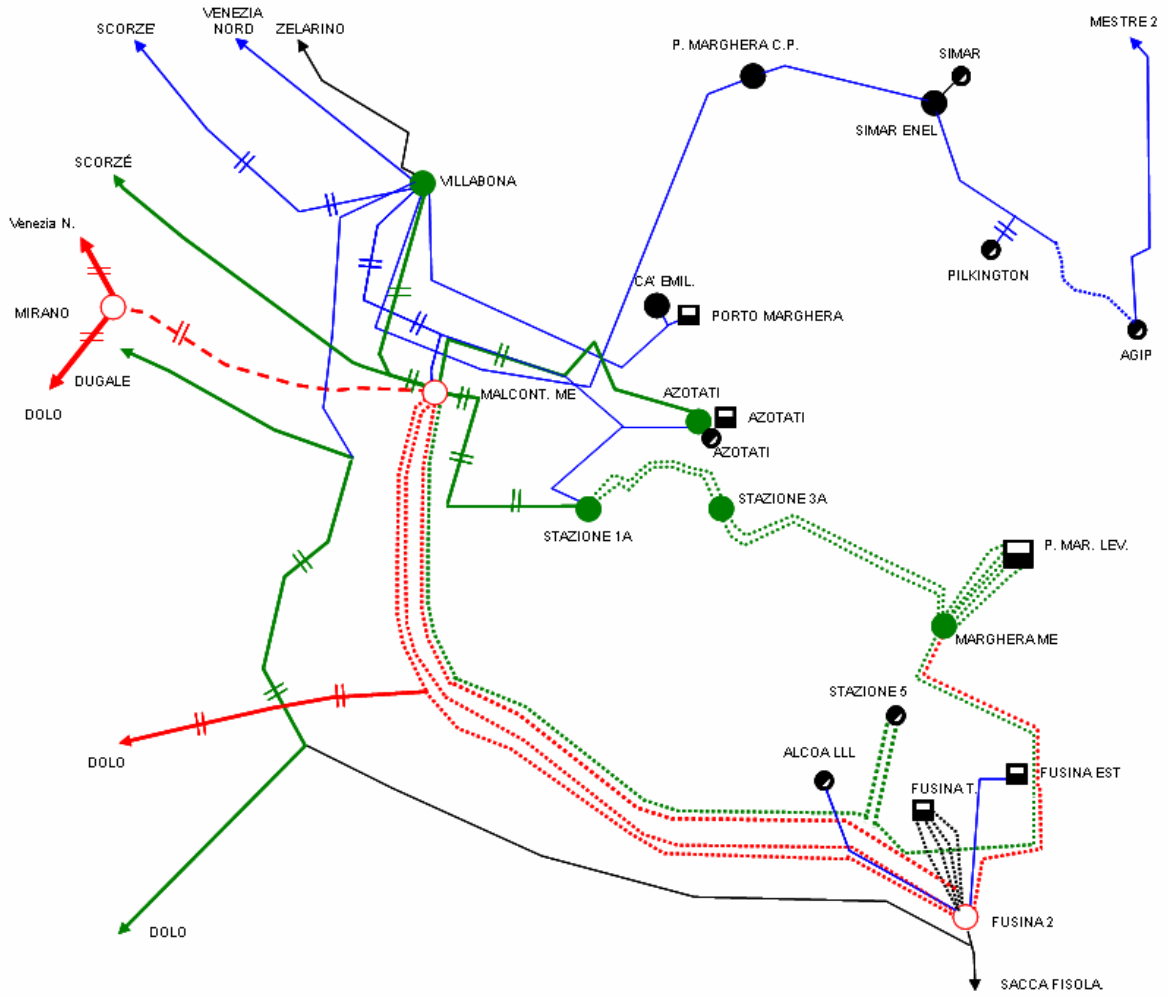 VENEZIA
NORD
SCORZE'
ZELARINO
MESTRE 2
P. MARGHERA C.P.
SIMAR
SIMAR ENEL
SCORZÉ
VILLABONA
Venezia N.
PILKINGTON
CA' EMIL.
MIRANO
PORTO MARGHERA
AGIP
DUGALE
MALCONT. ME
DOLO
AZOTATI
AZOTATI
AZOTATI
STAZIONE 3A
STAZIONE 1A
P. MAR. LEV.
MARGHERA ME
STAZIONE 5
ALCOA LLL
DOLO
FUSINA EST
FUSINA T.
DOLO
FUSINA 2
SACCA FISOLA.